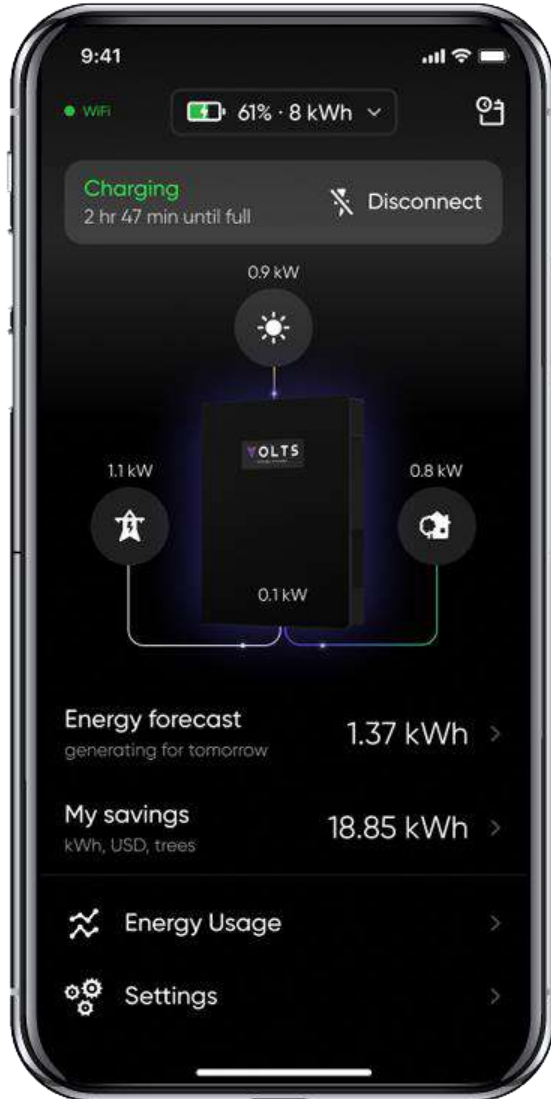 9:41
WiFi
61% · 8 kWh
Charging
2 hr 47 min until full
Disconnect
0.9 kW
VOLTS
1.1 kW
0.8 kW
0.1 kW
Energy forecast
generating for tomorrow
1.37 kWh
My savings
kWh, USD, trees
18.85 kWh
Energy Usage
Settings